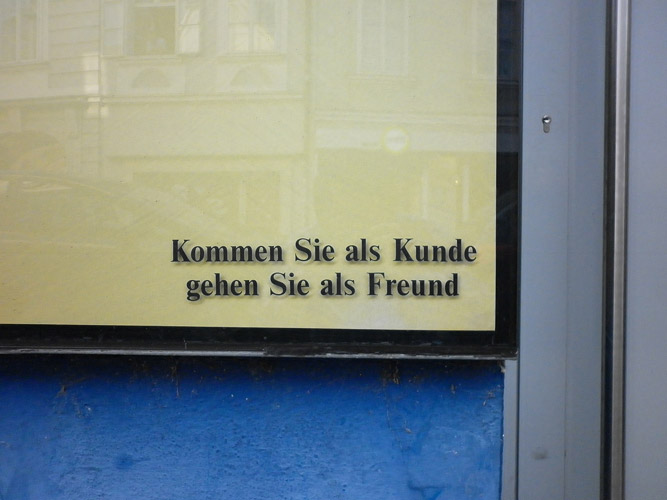 Kommen Sie als Kunde
gehen Sie als Freund